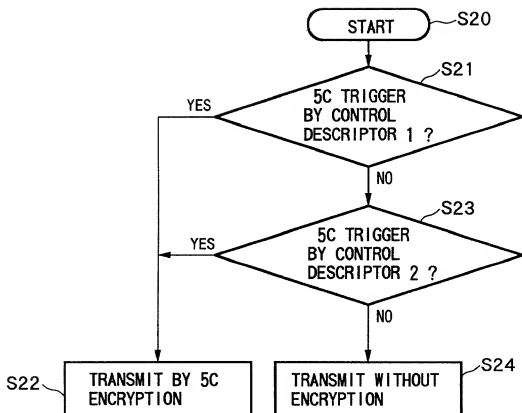 START
S20
S21
5C TRIGGER
BY CONTROL
DESCRIPTOR 1 ?
YES
NO
S23
5C TRIGGER
BY CONTROL
DESCRIPTOR 2 ?
YES
NO
S22
TRANSMIT BY 5C
ENCRYPTION
S24
TRANSMIT WITHOUT
ENCRYPTION